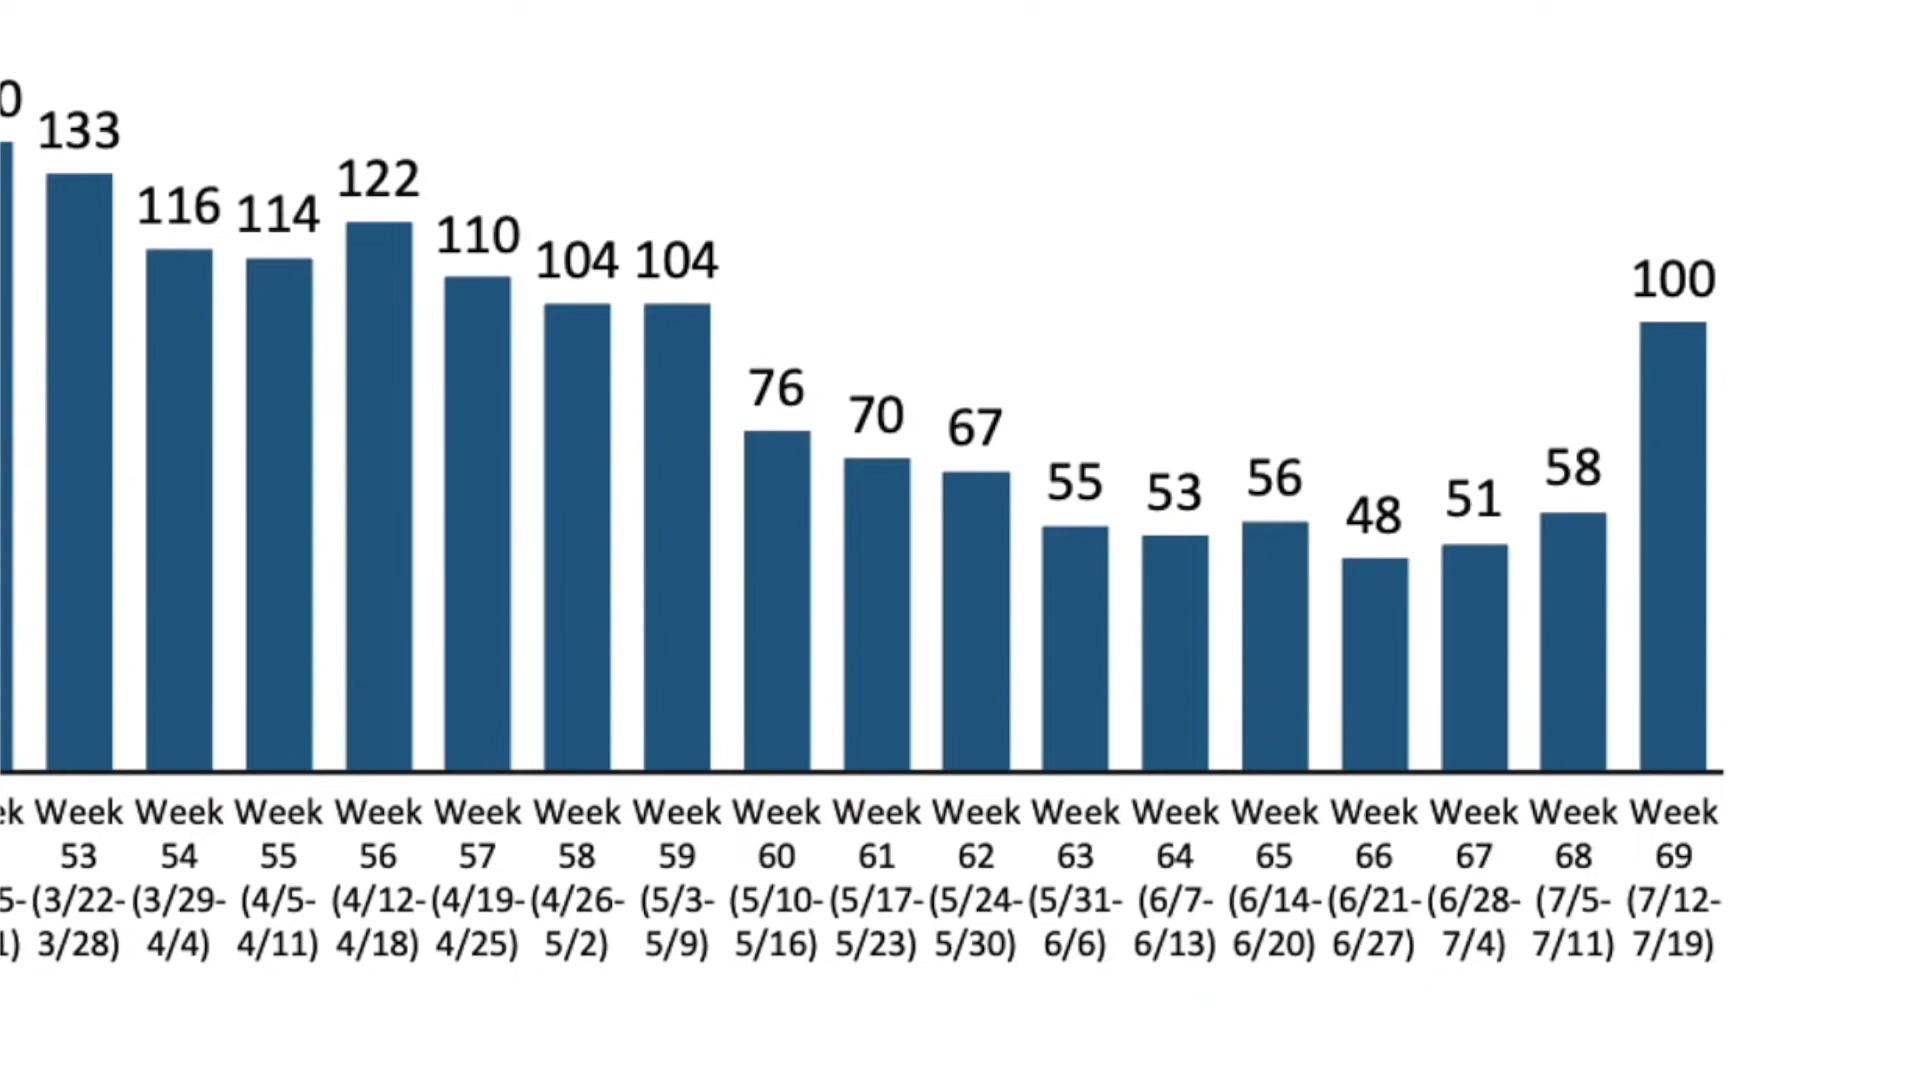 0 133
116 114 122 110 104 104 76 70 67 55 53 56 48 51 58 100
ek Week Week Week Week Week Week Week Week Week Week Week Week Week Week Week Week Week
53 54 55 56 57 58 59 60 61 62 63 64 65 66 67 68 69
5- (3/22- (3/29- (4/5- (4/12- (4/19- (4/26- (5/3- (5/10- (5/17- (5/24- (5/31- (6/7- (6/14- (6/21- (6/28- (7/5- (7/12-
1) 3/28) 4/4) 4/11) 4/18) 4/25) 5/2) 5/9) 5/16) 5/23) 5/30) 6/6) 6/13) 6/20) 6/27) 7/4) 7/11) 7/19)